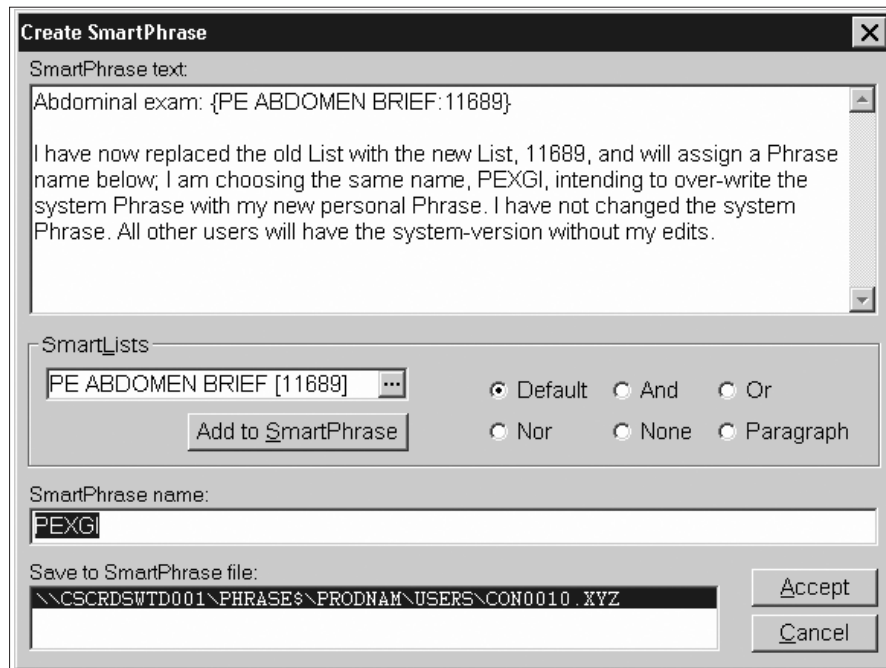 Create SmartPhrase
SmartPhrase text:
Abdominal exam: {PE ABDOMEN BRIEF:11689}
I have now replaced the old List with the new List, 11689, and will assign a Phrase
name below; I am choosing the same name, PEXGI, intending to over-write the
system Phrase with my new personal Phrase. I have not changed the system
Phrase. All other users will have the system-version without my edits.
SmartLists
PE ABDOMEN BRIEF [11689] ...
Default And Or
Add to SmartPhrase
Nor None Paragraph
SmartPhrase name:
PEXGI
Save to SmartPhrase file:
\\CSCRDSWTD001\PHRASE$\PRODNAM\USERS\CON0010.XYZ
Accept
Cancel